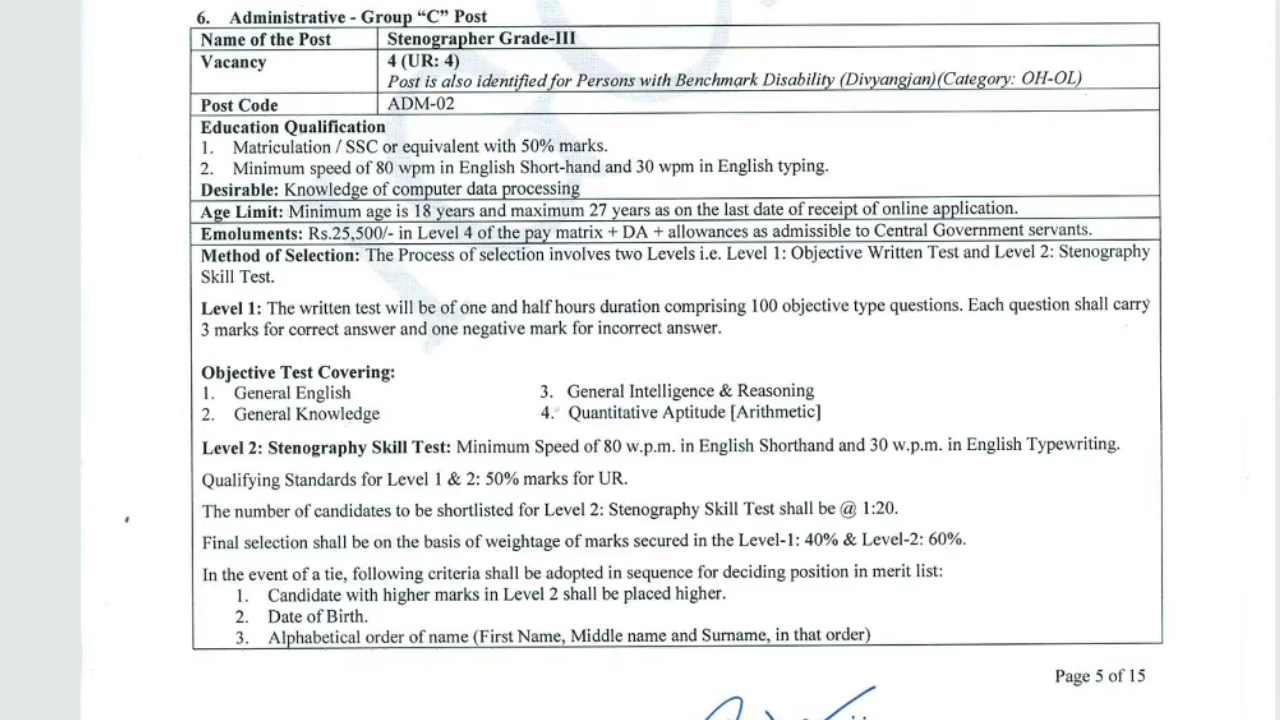 6. Administrative - Group “C” Post
Name of the Post Stenographer Grade-III
Vacancy 4 (UR: 4)
Post is also identified for Persons with Benchmark Disability (Divyangjan)(Category: OH-OL)
Post Code ADM-02
Education Qualification
1. Matriculation / SSC or equivalent with 50% marks.
2. Minimum speed of 80 wpm in English Short-hand and 30 wpm in English typing.
Desirable: Knowledge of computer data processing
Age Limit: Minimum age is 18 years and maximum 27 years as on the last date of receipt of online application.
Emoluments: Rs.25,500/- in Level 4 of the pay matrix + DA + allowances as admissible to Central Government servants.
Method of Selection: The Process of selection involves two Levels i.e. Level 1: Objective Written Test and Level 2: Stenography
Skill Test.
Level 1: The written test will be of one and half hours duration comprising 100 objective type questions. Each question shall carry
3 marks for correct answer and one negative mark for incorrect answer.
Objective Test Covering:
1. General English 3. General Intelligence & Reasoning
2. General Knowledge 4. Quantitative Aptitude [Arithmetic]
Level 2: Stenography Skill Test: Minimum Speed of 80 w.p.m. in English Shorthand and 30 w.p.m. in English Typewriting.
Qualifying Standards for Level 1 & 2: 50% marks for UR.
The number of candidates to be shortlisted for Level 2: Stenography Skill Test shall be @ 1:20.
Final selection shall be on the basis of weightage of marks secured in the Level-1: 40% & Level-2: 60%.
In the event of a tie, following criteria shall be adopted in sequence for deciding position in merit list:
1. Candidate with higher marks in Level 2 shall be placed higher.
2. Date of Birth.
3. Alphabetical order of name (First Name, Middle name and Surname, in that order)
Page 5 of 15